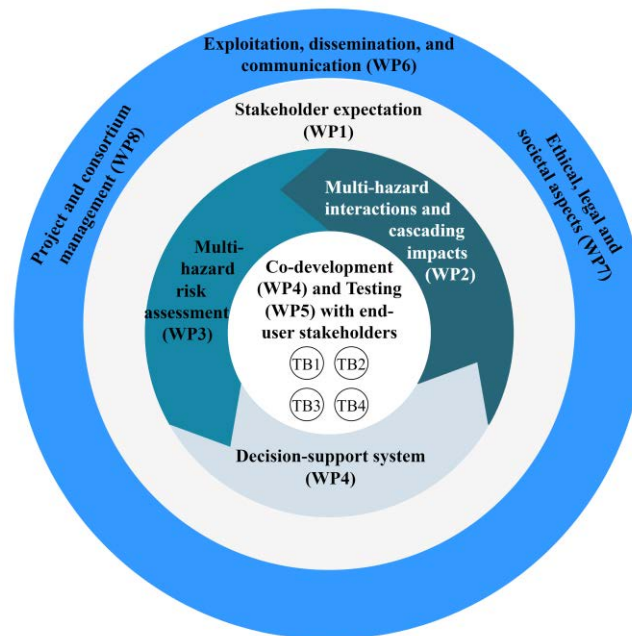 Exploitation, dissemination, and
communication (WP6)
Project and consortium
management (WP8)
Ethical, legal and
societal aspects (WP7)
Stakeholder expectation
(WP1)
Multi-hazard
interactions and
cascading
impacts
(WP2)
Multi-
hazard
risk
assessment
(WP3)
Co-development
(WP4) and Testing
(WP5) with end-
user stakeholders
TB1 TB2
TB3 TB4
Decision-support system
(WP4)